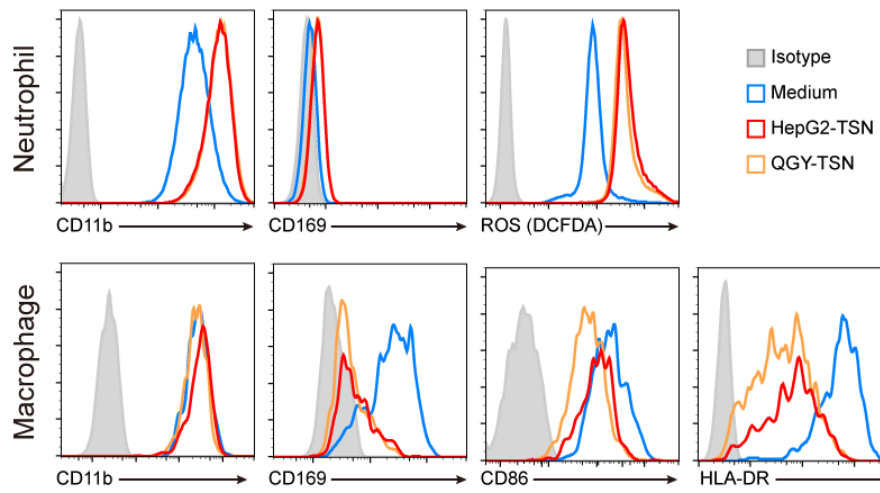 Neutrophil
CD11b
CD169
ROS (DCFDA)
Isotype
Medium
HepG2-TSN
QGY-TSN
Macrophage
CD11b
CD169
CD86
HLA-DR